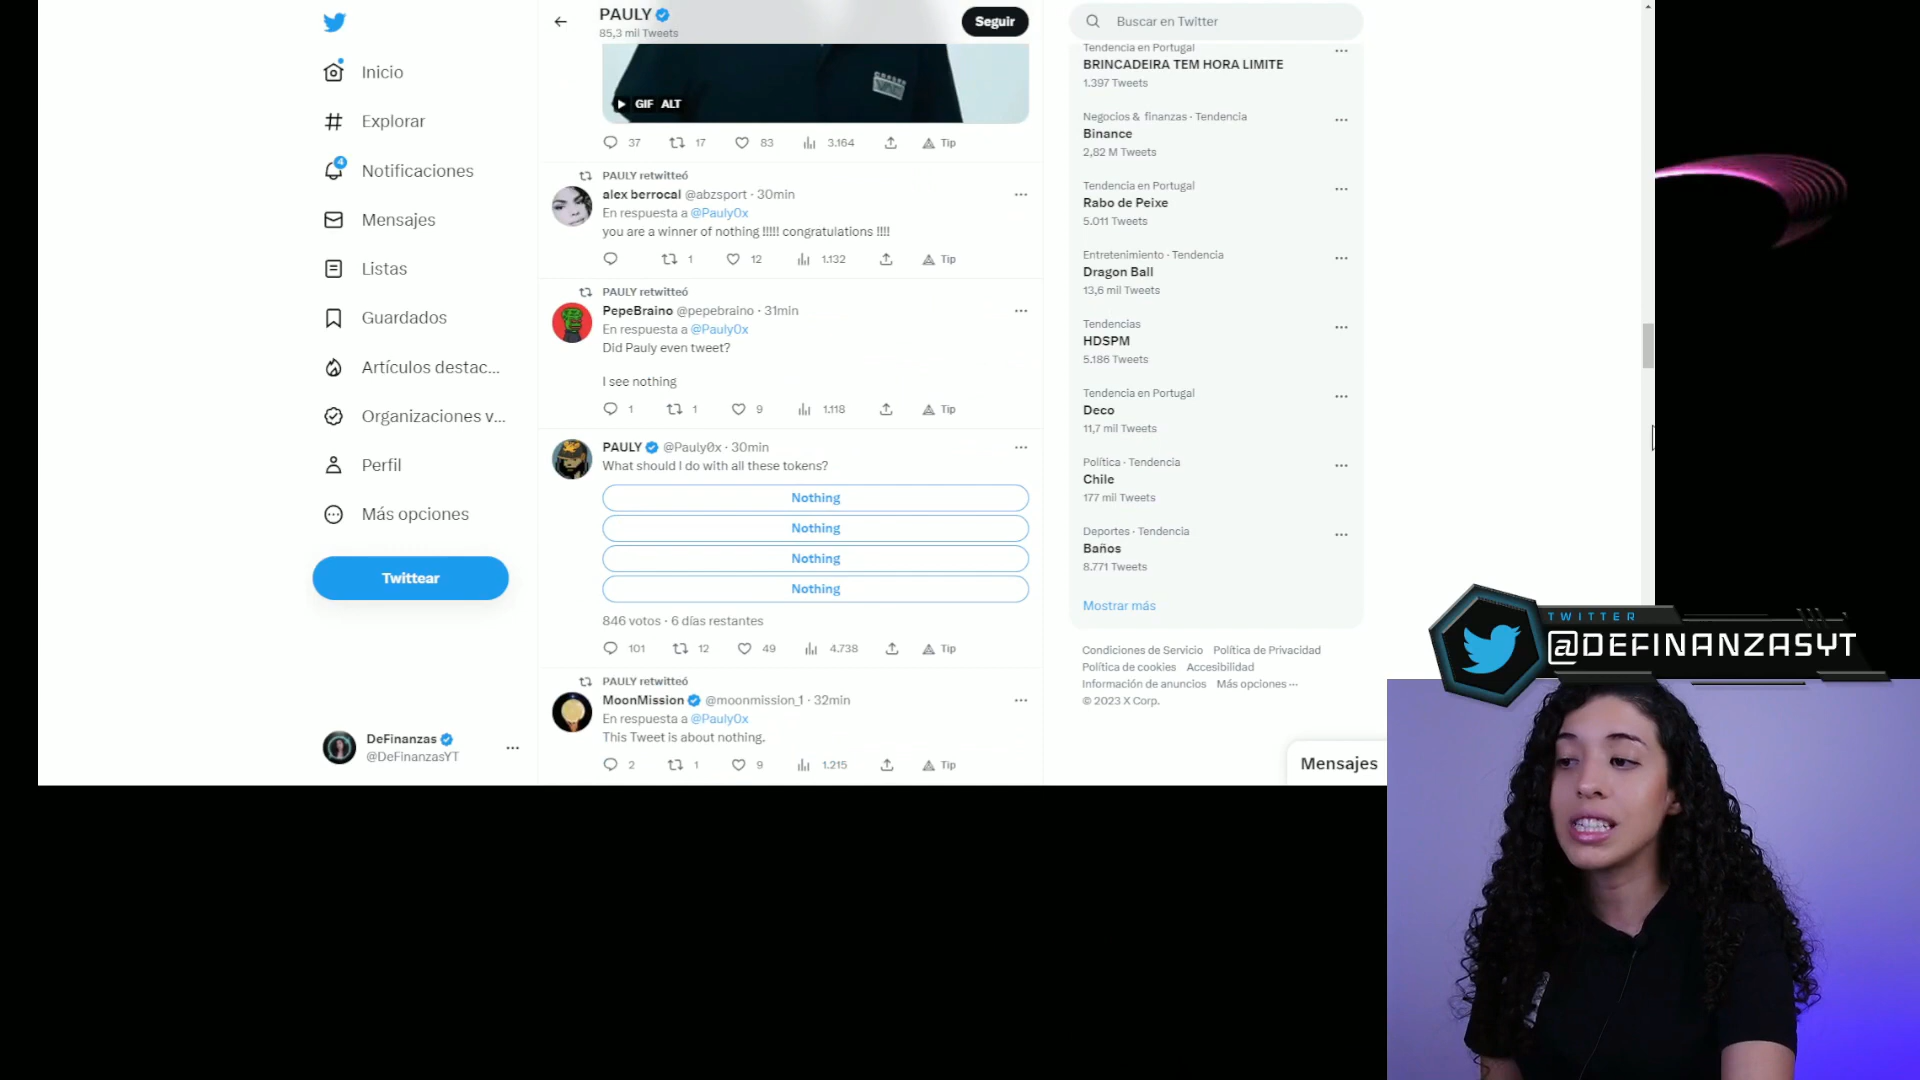 PAULY
85,3 mil Tweets
Seguir
Buscar en Twitter
Inicio
Explorar
4
Notificaciones
Mensajes
Listas
Guardados
Artículos destac...
Organizaciones v...
Perfil
Más opciones
Twittear
DeFinanzas
@DeFinanzasYT
GIF ALT
37 17 83 3.164 Tip
PAULY retwitteó
alex berrocal @abzsport · 30min
En respuesta a @Pauly0x
you are a winner of nothing !!!!! congratulations !!!!
1 12 1.132 Tip
PAULY retwitteó
PepeBraino @pepebraino · 31min
En respuesta a @Pauly0x
Did Pauly even tweet?
I see nothing
1 1 9 1.118 Tip
PAULY @Pauly0x · 30min
What should I do with all these tokens?
Nothing
Nothing
Nothing
Nothing
846 votos · 6 días restantes
101 12 49 4.738 Tip
PAULY retwitteó
MoonMission @moonmission_1 · 32min
En respuesta a @Pauly0x
This Tweet is about nothing.
2 1 9 1.215 Tip
Tendencia en Portugal
BRINCADEIRA TEM HORA LIMITE
1.397 Tweets
Negocios & finanzas · Tendencia
Binance
2,82 M Tweets
Tendencia en Portugal
Rabo de Peixe
5.011 Tweets
Entretenimiento · Tendencia
Dragon Ball
13,6 mil Tweets
Tendencias
HDSPM
5.186 Tweets
Tendencia en Portugal
Deco
11,7 mil Tweets
Política · Tendencia
Chile
177 mil Tweets
Deportes · Tendencia
Baños
8.771 Tweets
Mostrar más
Condiciones de Servicio Política de Privacidad
Política de cookies Accesibilidad
Información de anuncios Más opciones ···
© 2023 X Corp.
Mensajes
TWITTER
@DEFINANZASYT